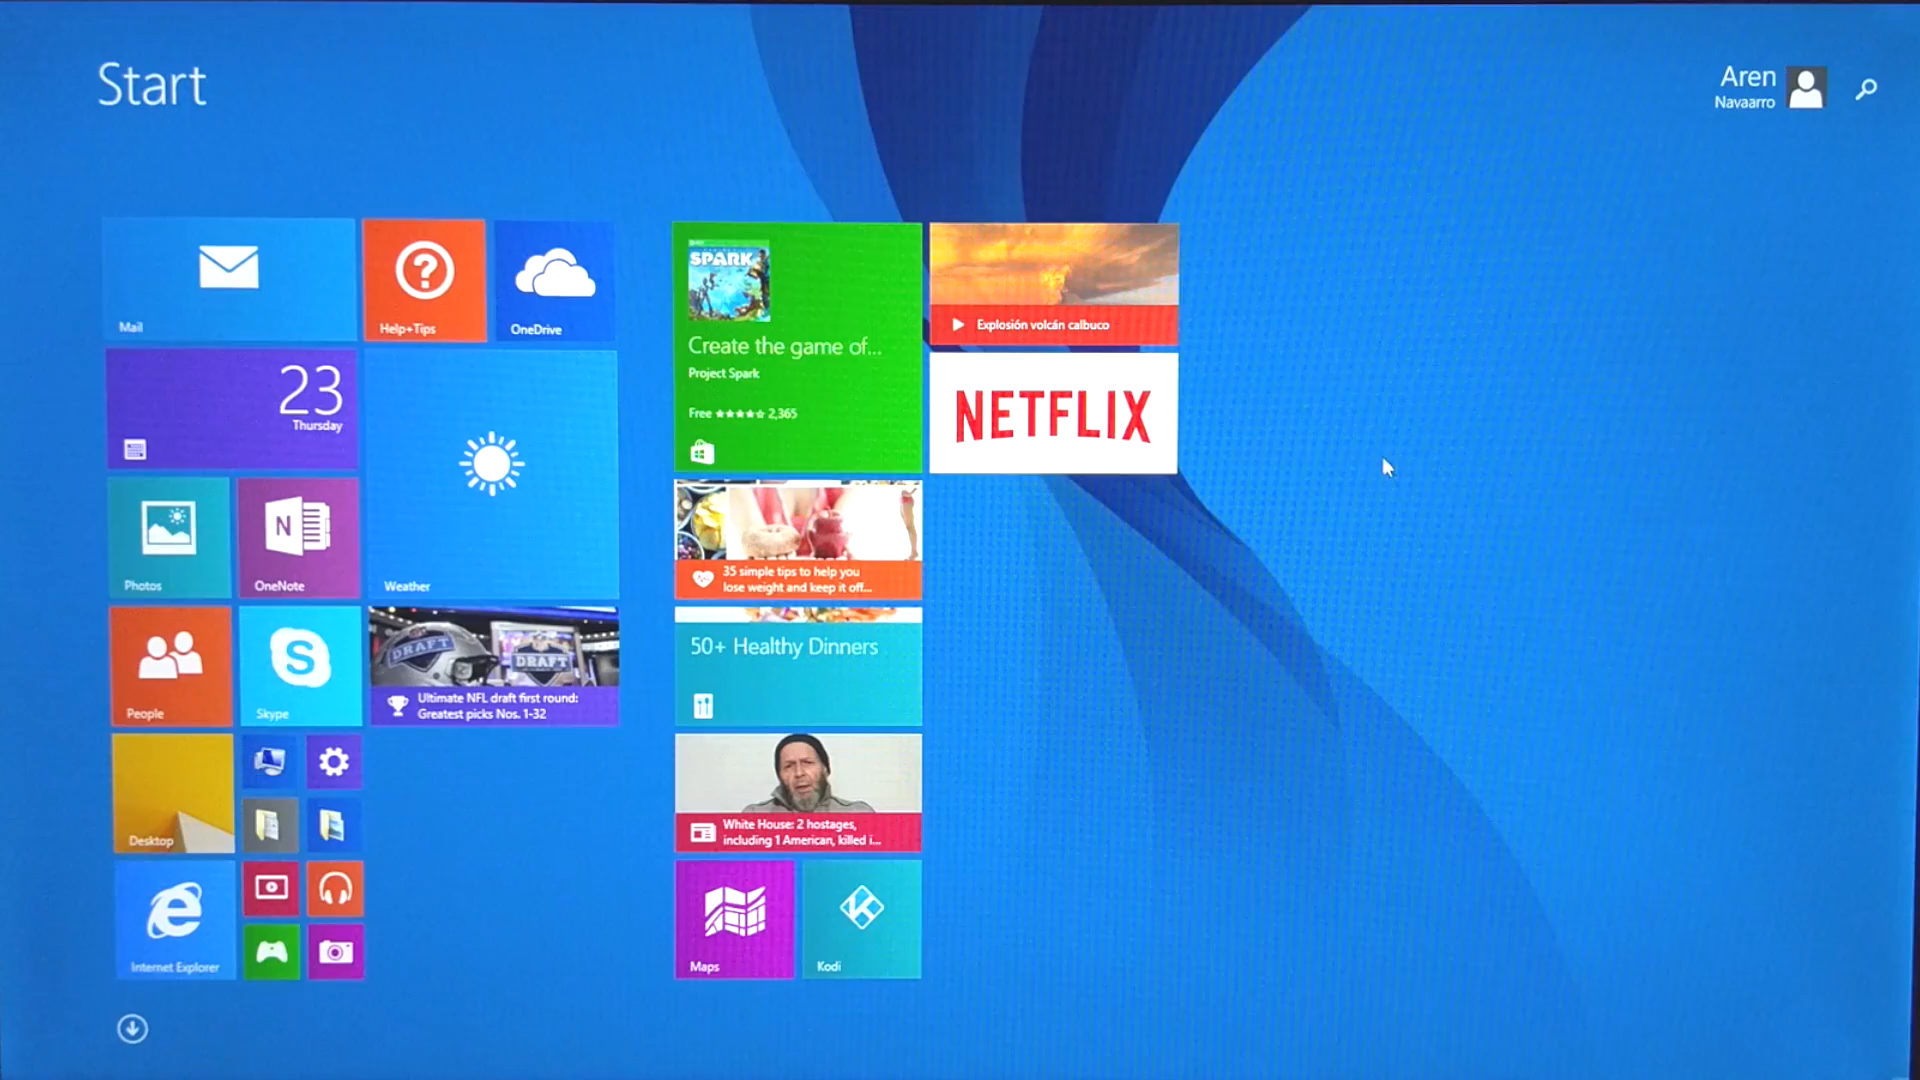 Start
Aren
Navaarro
Mail
Help+Tips
OneDrive
23
Thursday
Photos
N
OneNote
Weather
People
S
Skype
DRAFT
DRAFT
Ultimate NFL draft first round:
Greatest picks Nos. 1-32
Desktop
Internet Explorer
SPARK
Create the game of...
Project Spark
Free ★★★★☆ 2,365
35 simple tips to help you
lose weight and keep it off...
50+ Healthy Dinners
White House: 2 hostages,
including 1 American, killed i...
Maps
Kodi
Explosión volcán calbuco
NETFLIX